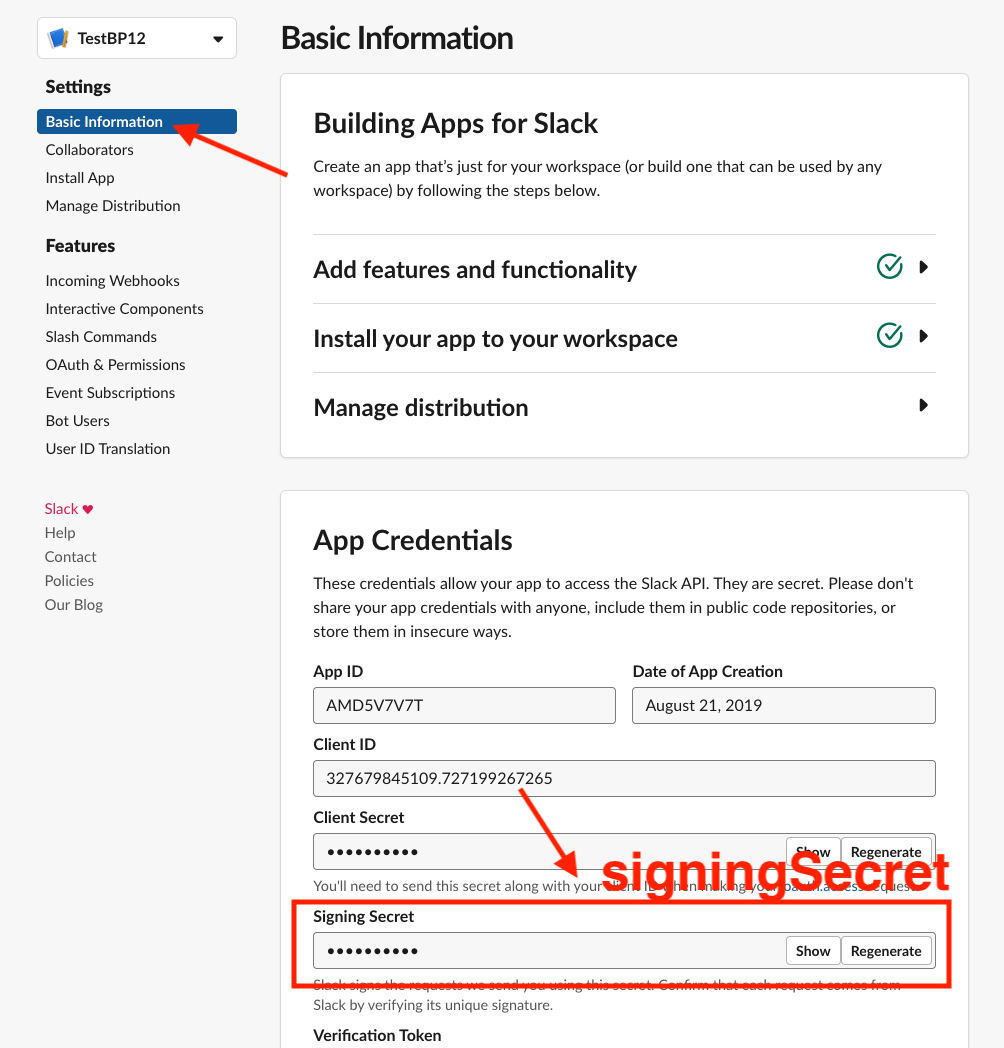 TestBP12
Settings
Basic Information
Collaborators
Install App
Manage Distribution
Features
Incoming Webhooks
Interactive Components
Slash Commands
OAuth & Permissions
Event Subscriptions
Bot Users
User ID Translation
Slack
Help
Contact
Policies
Our Blog
Basic Information
Building Apps for Slack
Create an app that’s just for your workspace (or build one that can be used by any
workspace) by following the steps below.
Add features and functionality
Install your app to your workspace
Manage distribution
App Credentials
These credentials allow your app to access the Slack API. They are secret. Please don't
share your app credentials with anyone, include them in public code repositories, or
store them in insecure ways.
App ID
Date of App Creation
AMD5V7V7T
August 21, 2019
Client ID
327679845109.727199267265
Client Secret
••••••••••
Show
Regenerate
signingSecret
You'll need to send this secret along with your client ID when making your oauth.access request.
Signing Secret
••••••••••
Show
Regenerate
Slack signs the requests we send you using this secret. Confirm that each request comes from
Slack by verifying its unique signature.
Verification Token